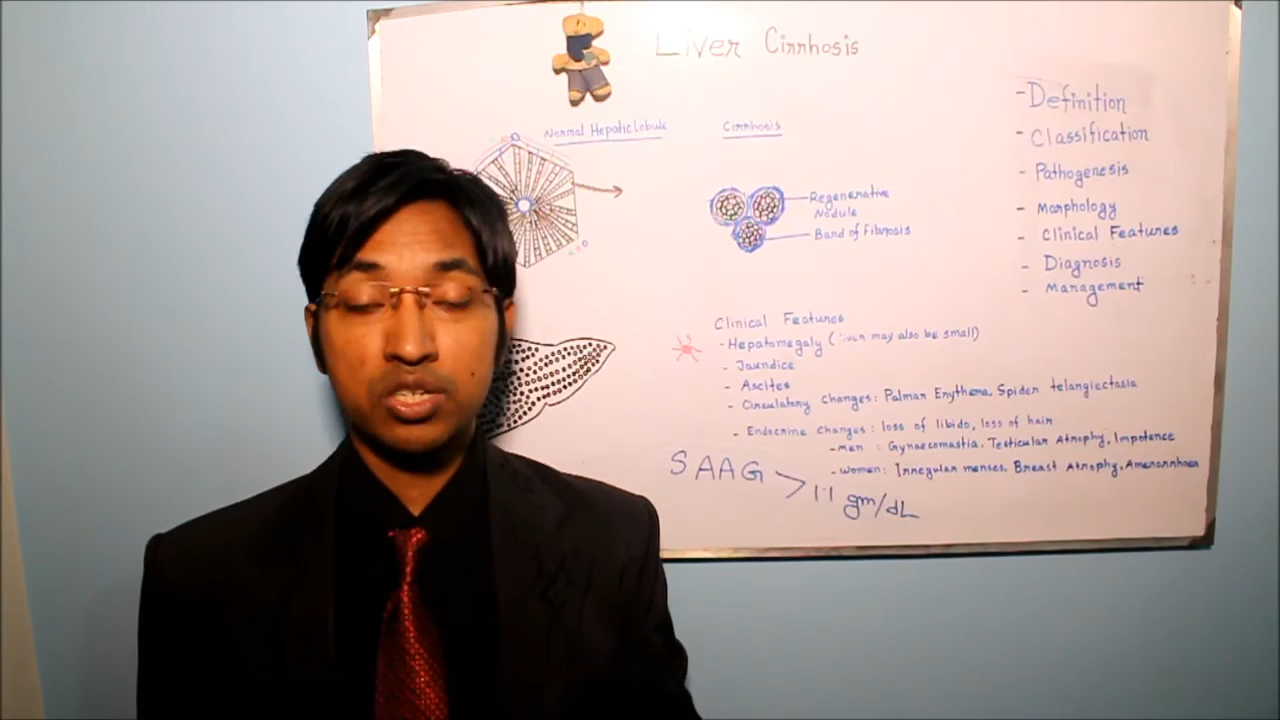 Liver Cirrhosis
Normal Hepatic Lobule
Cirrhosis
Regenerative
Nodule
Band of fibrosis
- Definition
- Classification
- Pathogenesis
- Morphology
- Clinical Features
- Diagnosis
- Management
Clinical Features
- Hepatomegaly (liver may also be small)
- Jaundice
- Ascites
- Circulatory changes: Palmar Erythema, Spider telangiectasia
- Endocrine changes: loss of libido, loss of hair
- men: Gynaecomastia, Testicular Atrophy, Impotence
- women: Irregular menses, Breast Atrophy, Amenorrhoea
SAAG > 1.1 gm/dL